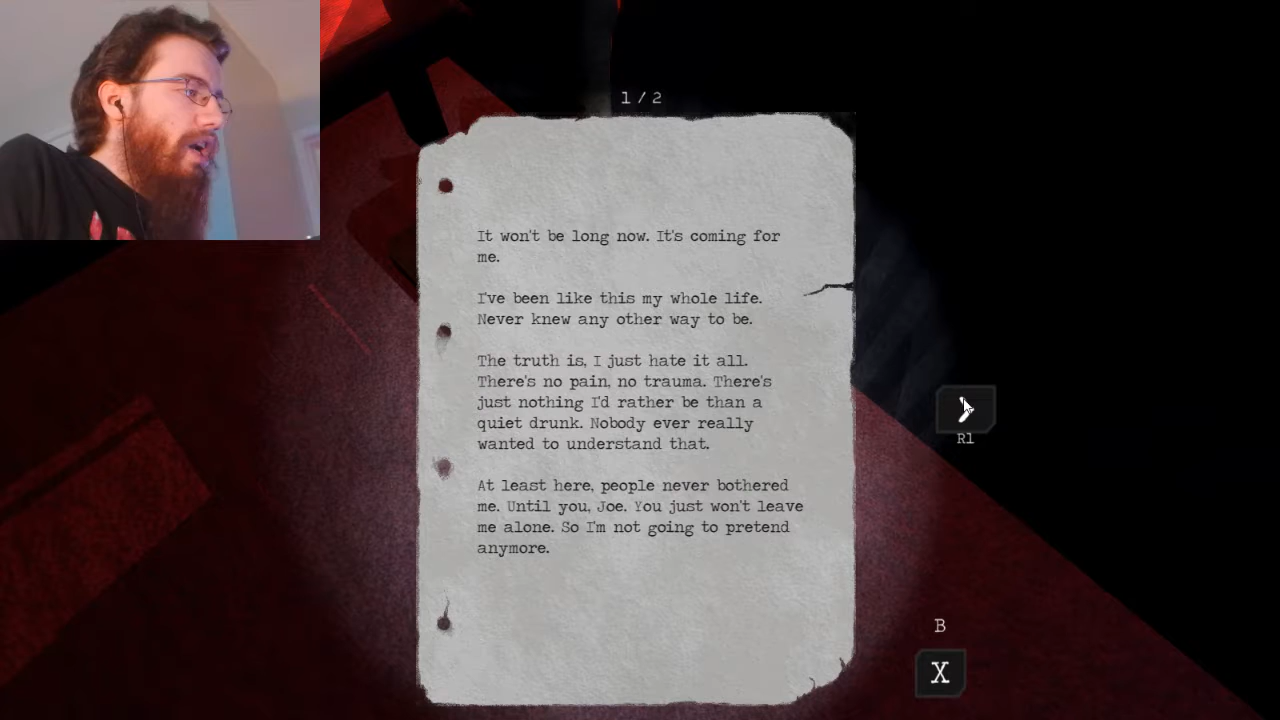 1 / 2
It won't be long now. It's coming for
me.
I've been like this my whole life.
Never knew any other way to be.
The truth is, I just hate it all.
There's no pain, no trauma. There's
just nothing I'd rather be than a
quiet drunk. Nobody ever really
wanted to understand that.
At least here, people never bothered
me. Until you, Joe. You just won't leave
me alone. So I'm not going to pretend
anymore.
R1
B
X